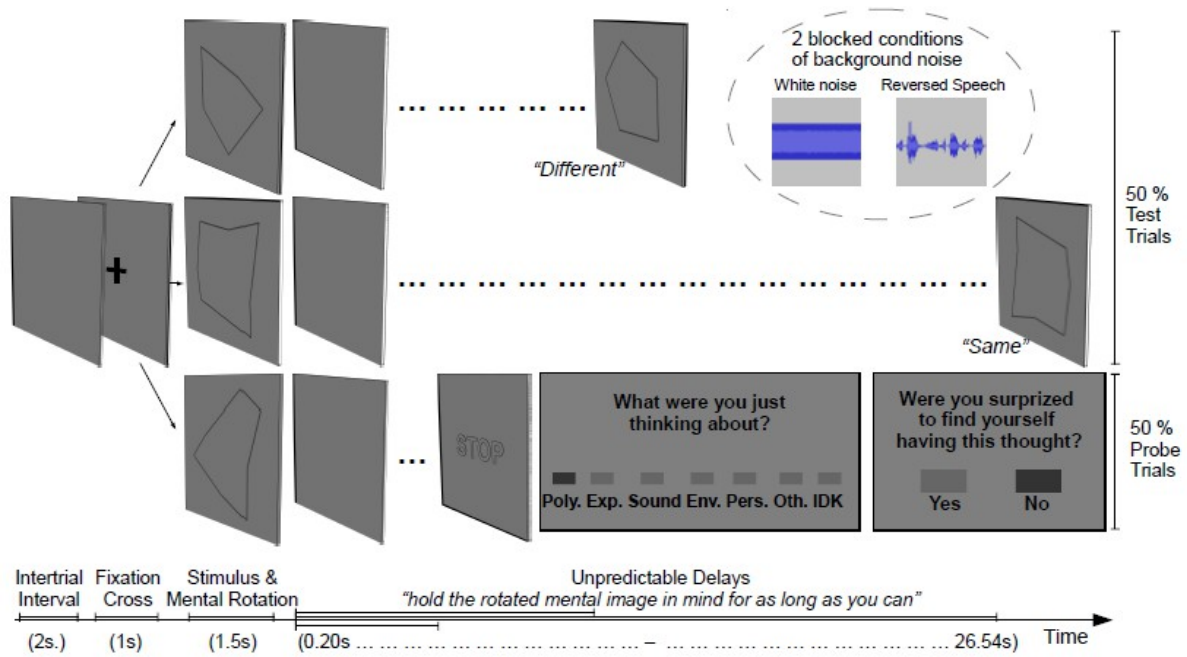 2 blocked conditions
of background noise
White noise Reversed Speech
... ... ... ... ...
“Different”
50 %
Test
Trials
+
... ... ... ... ... ... ... ... ... ... ... ... ... ... ...
“Same”
...
STOP
What were you just
thinking about?
Poly. Exp. Sound Env. Pers. Oth. IDK
Were you surprized
to find yourself
having this thought?
Yes No
50 %
Probe
Trials
Intertrial
Interval
Fixation
Cross
Stimulus &
Mental Rotation
Unpredictable Delays
“hold the rotated mental image in mind for as long as you can”
(2s.) (1s) (1.5s) (0.20s ... ... ... ... ... ... ... ... ... ... – ... ... ... ... ... ... ... ... ... ... 26.54s) Time